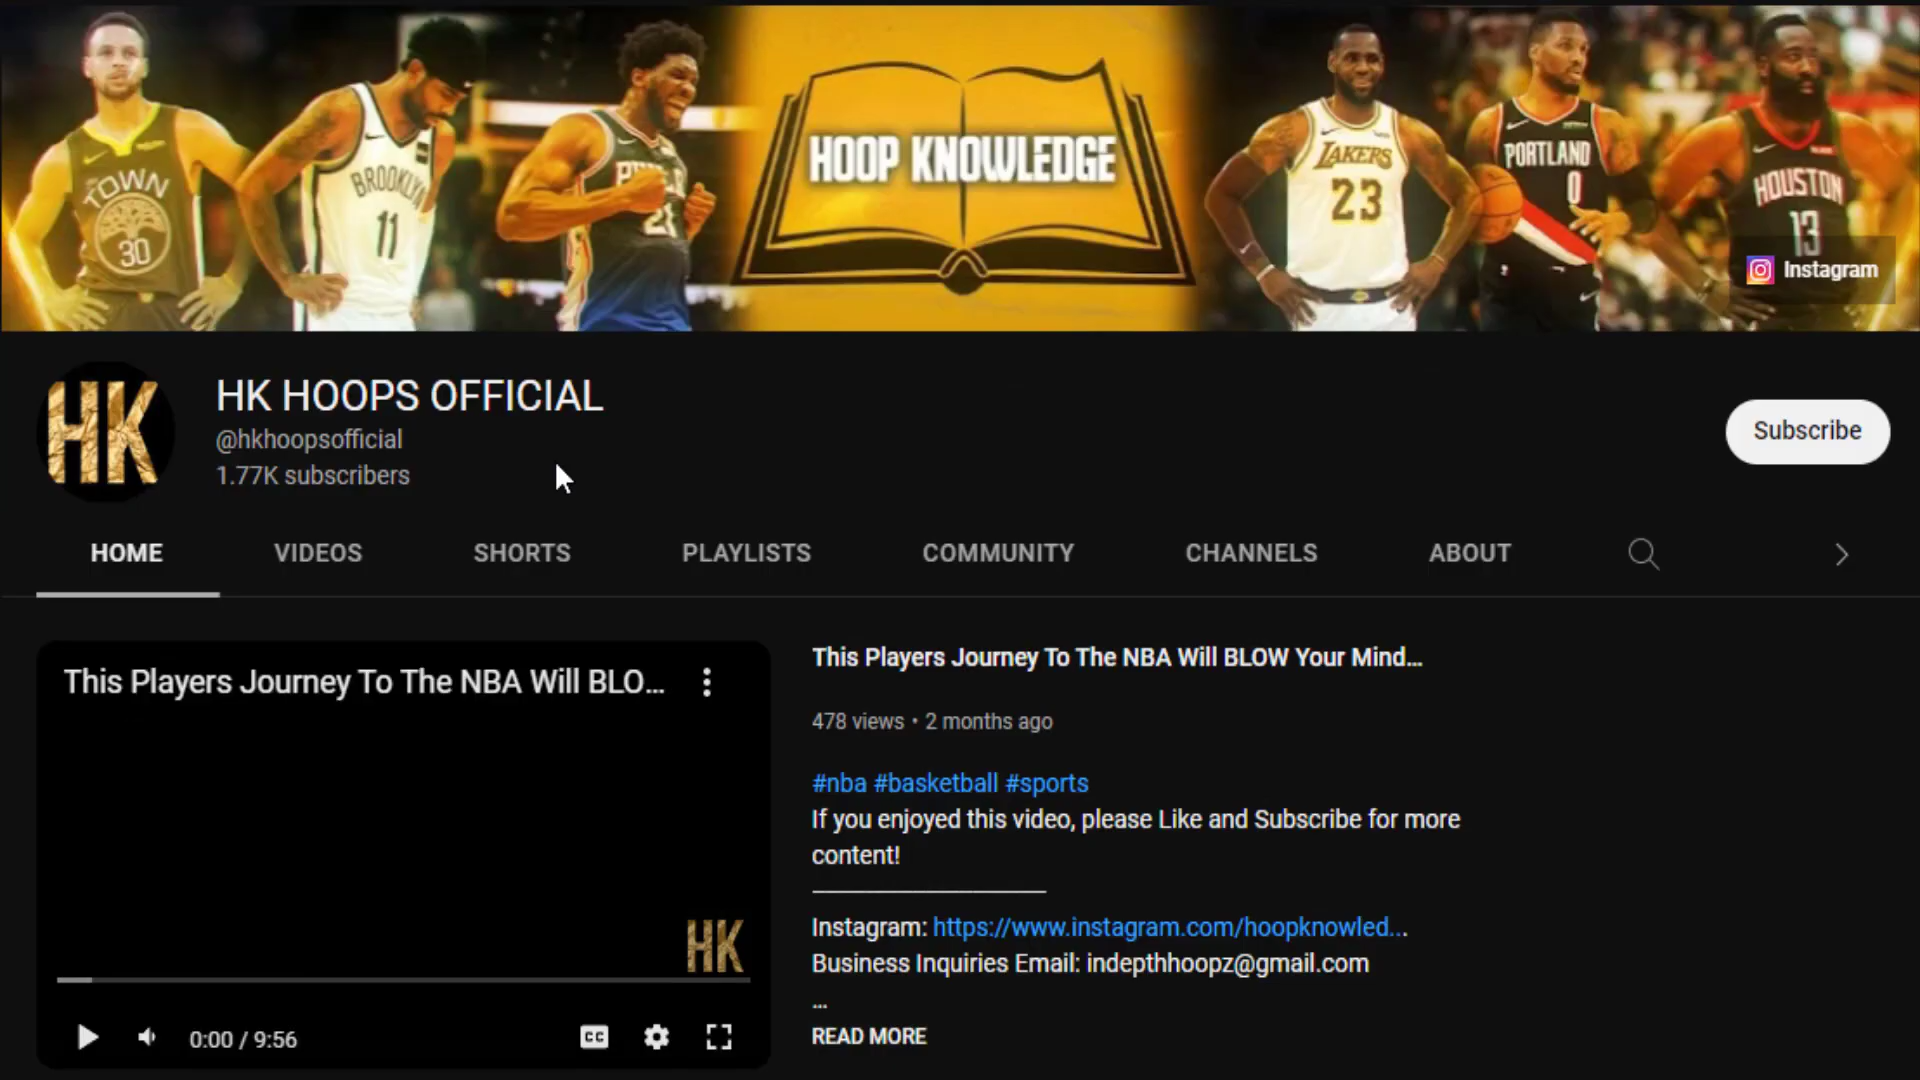 TOWN
30
BROOKLYN
11
21
HOOP KNOWLEDGE
LAKERS
23
PORTLAND
0
HOUSTON
13
Instagram
HK
HK HOOPS OFFICIAL
@hkhoopsofficial
1.77K subscribers
Subscribe
HOME VIDEOS SHORTS PLAYLISTS COMMUNITY CHANNELS ABOUT
This Players Journey To The NBA Will BLO...
HK
0:00 / 9:56
CC
This Players Journey To The NBA Will BLOW Your Mind...
478 views • 2 months ago
#nba #basketball #sports
If you enjoyed this video, please Like and Subscribe for more
content!
Instagram: https://www.instagram.com/hoopknowled...
Business Inquiries Email: indepthhoopz@gmail.com
...
READ MORE